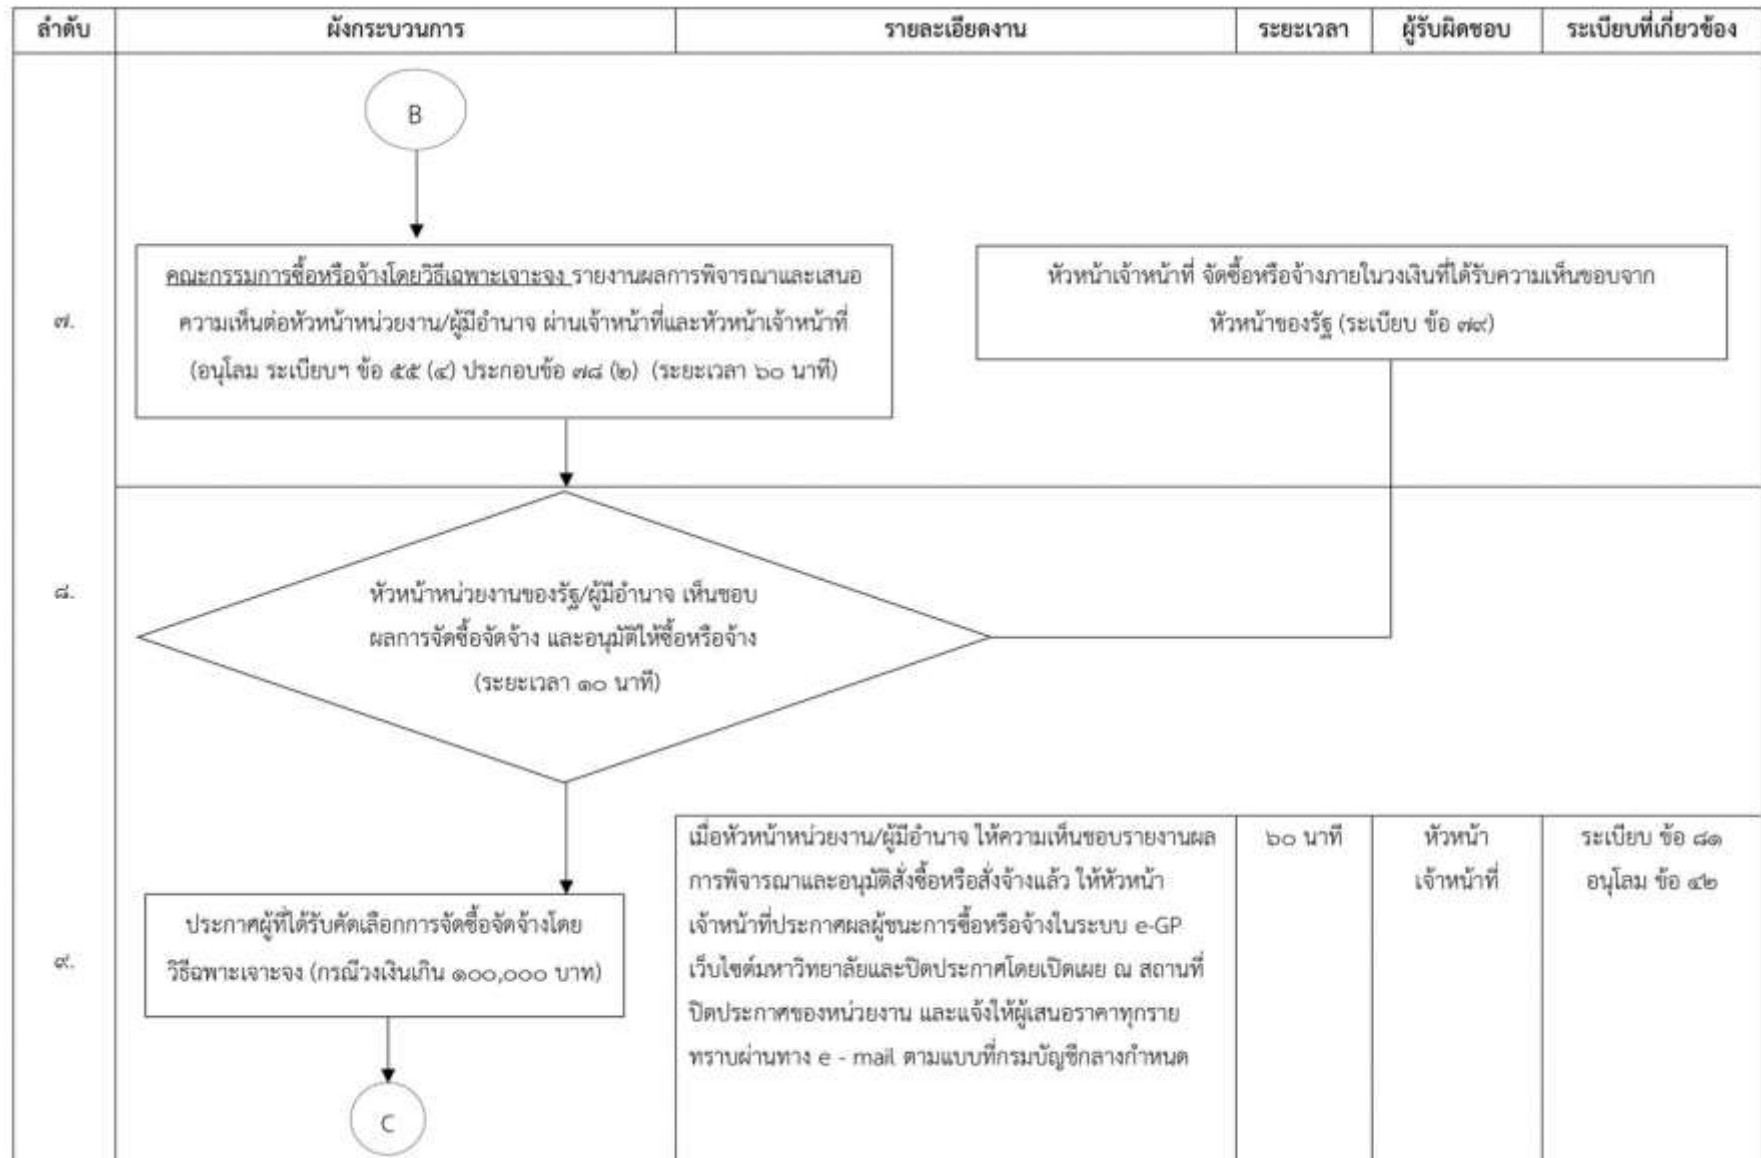 ลำดับ ผังกระบวนการ รายละเอียดงาน ระยะเวลา ผู้รับผิดชอบ ระเบียบที่เกี่ยวข้อง
B
๗.
คณะกรรมการซื้อหรือจ้างโดยวิธีเฉพาะเจาะจง รายงานผลการพิจารณาและเสนอ
ความเห็นต่อหัวหน้าหน่วยงาน/ผู้มีอำนาจ ผ่านเจ้าหน้าที่และหัวหน้าเจ้าหน้าที่
(อนุโลม ระเบียบฯ ข้อ ๕๕ (๔) ประกอบข้อ ๗๘ (๒) (ระยะเวลา ๖๐ นาที)
หัวหน้าเจ้าหน้าที่ จัดซื้อหรือจ้างภายในวงเงินที่ได้รับความเห็นชอบจาก
หัวหน้าของรัฐ (ระเบียบ ข้อ ๗๙)
๘.
หัวหน้าหน่วยงานของรัฐ/ผู้มีอำนาจ เห็นชอบ
ผลการจัดซื้อจัดจ้าง และอนุมัติให้ซื้อหรือจ้าง
(ระยะเวลา ๑๐ นาที)
๙.
ประกาศผู้ที่ได้รับคัดเลือกการจัดซื้อจัดจ้างโดย
วิธีฉพาะเจาะจง (กรณีวงเงินเกิน ๑๐๐,๐๐๐ บาท)
C
เมื่อหัวหน้าหน่วยงาน/ผู้มีอำนาจ ให้ความเห็นชอบรายงานผล
การพิจารณาและอนุมัติสั่งซื้อหรือสั่งจ้างแล้ว ให้หัวหน้า
เจ้าหน้าที่ประกาศผลผู้ชนะการซื้อหรือจ้างในระบบ e-GP
เว็บไซต์มหาวิทยาลัยและปิดประกาศโดยเปิดเผย ณ สถานที่
ปิดประกาศของหน่วยงาน และแจ้งให้ผู้เสนอราคาทุกราย
ทราบผ่านทาง e - mail ตามแบบที่กรมบัญชีกลางกำหนด
๖๐ นาที
หัวหน้า
เจ้าหน้าที่
ระเบียบ ข้อ ๘๑
อนุโลม ข้อ ๔๒